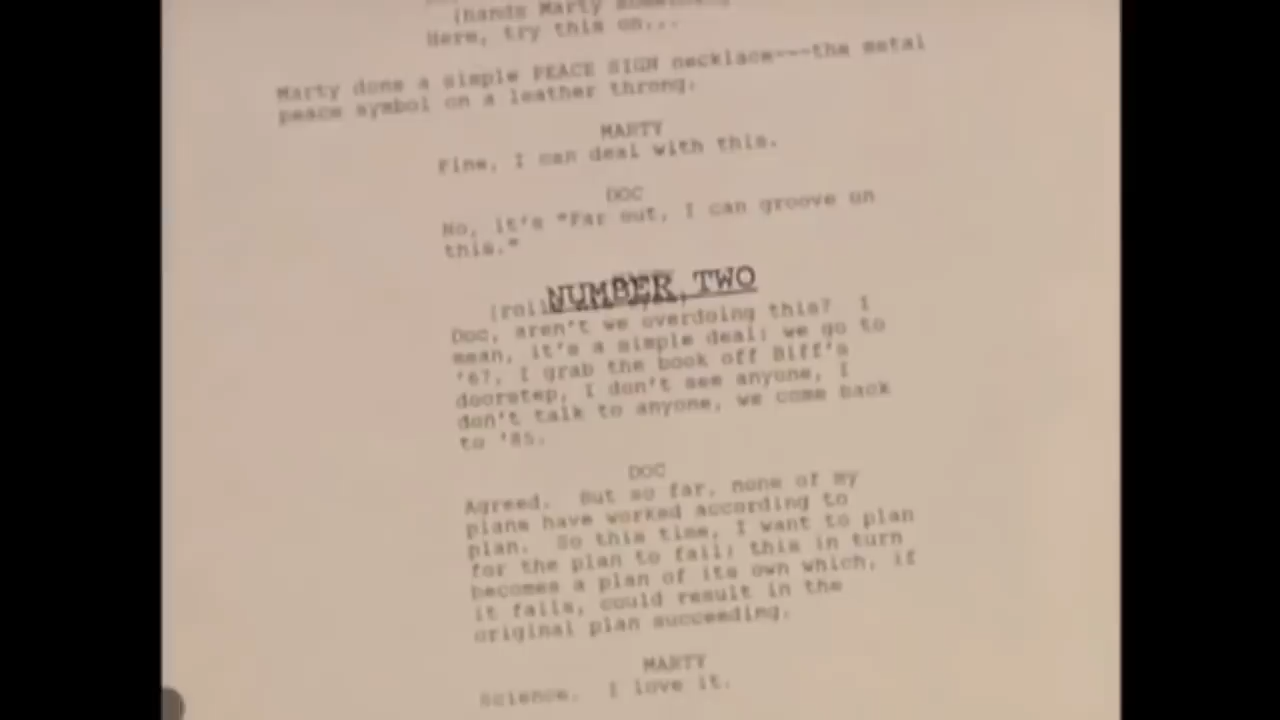 (hands Marty something
Here, try this on...
Marty dons a simple PEACE SIGN necklace---the metal
peace symbol on a leather throng.
MARTY
Fine, I can deal with this.
DOC
No, it's "Far out, I can groove on
this."
NUMBER TWO
Doc, aren't we overdoing this? I
mean, it's a simple deal: we go to
'67, I grab the book off Biff's
doorstep, I don't see anyone, I
don't talk to anyone, we come back
to '85.
DOC
Agreed. But so far, none of my
plans have worked according to
plan. So this time, I want to plan
for the plan to fail; this in turn
becomes a plan of its own which, if
it fails, could result in the
original plan succeeding.
MARTY
Science. I love it.